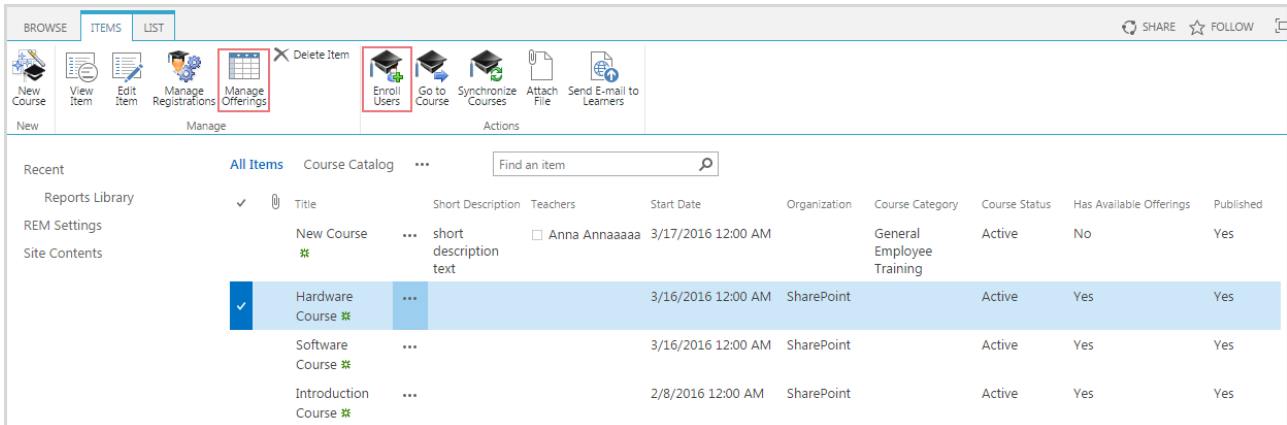 BROWSE ITEMS LIST SHARE FOLLOW
New Course
View Item
Edit Item
Manage Registrations
Manage Offerings
Delete Item
Enroll Users
Go to Course
Synchronize Courses
Attach File
Send E-mail to Learners
New Manage Actions
Recent
Reports Library
REM Settings
Site Contents
All Items Course Catalog ... Find an item
Title Short Description Teachers Start Date Organization Course Category Course Status Has Available Offerings Published
New Course ... short description text Anna Annaaaaa 3/17/2016 12:00 AM General Employee Training Active No Yes
Hardware Course ... 3/16/2016 12:00 AM SharePoint Active Yes Yes
Software Course ... 3/16/2016 12:00 AM SharePoint Active Yes Yes
Introduction Course ... 2/8/2016 12:00 AM SharePoint Active Yes Yes